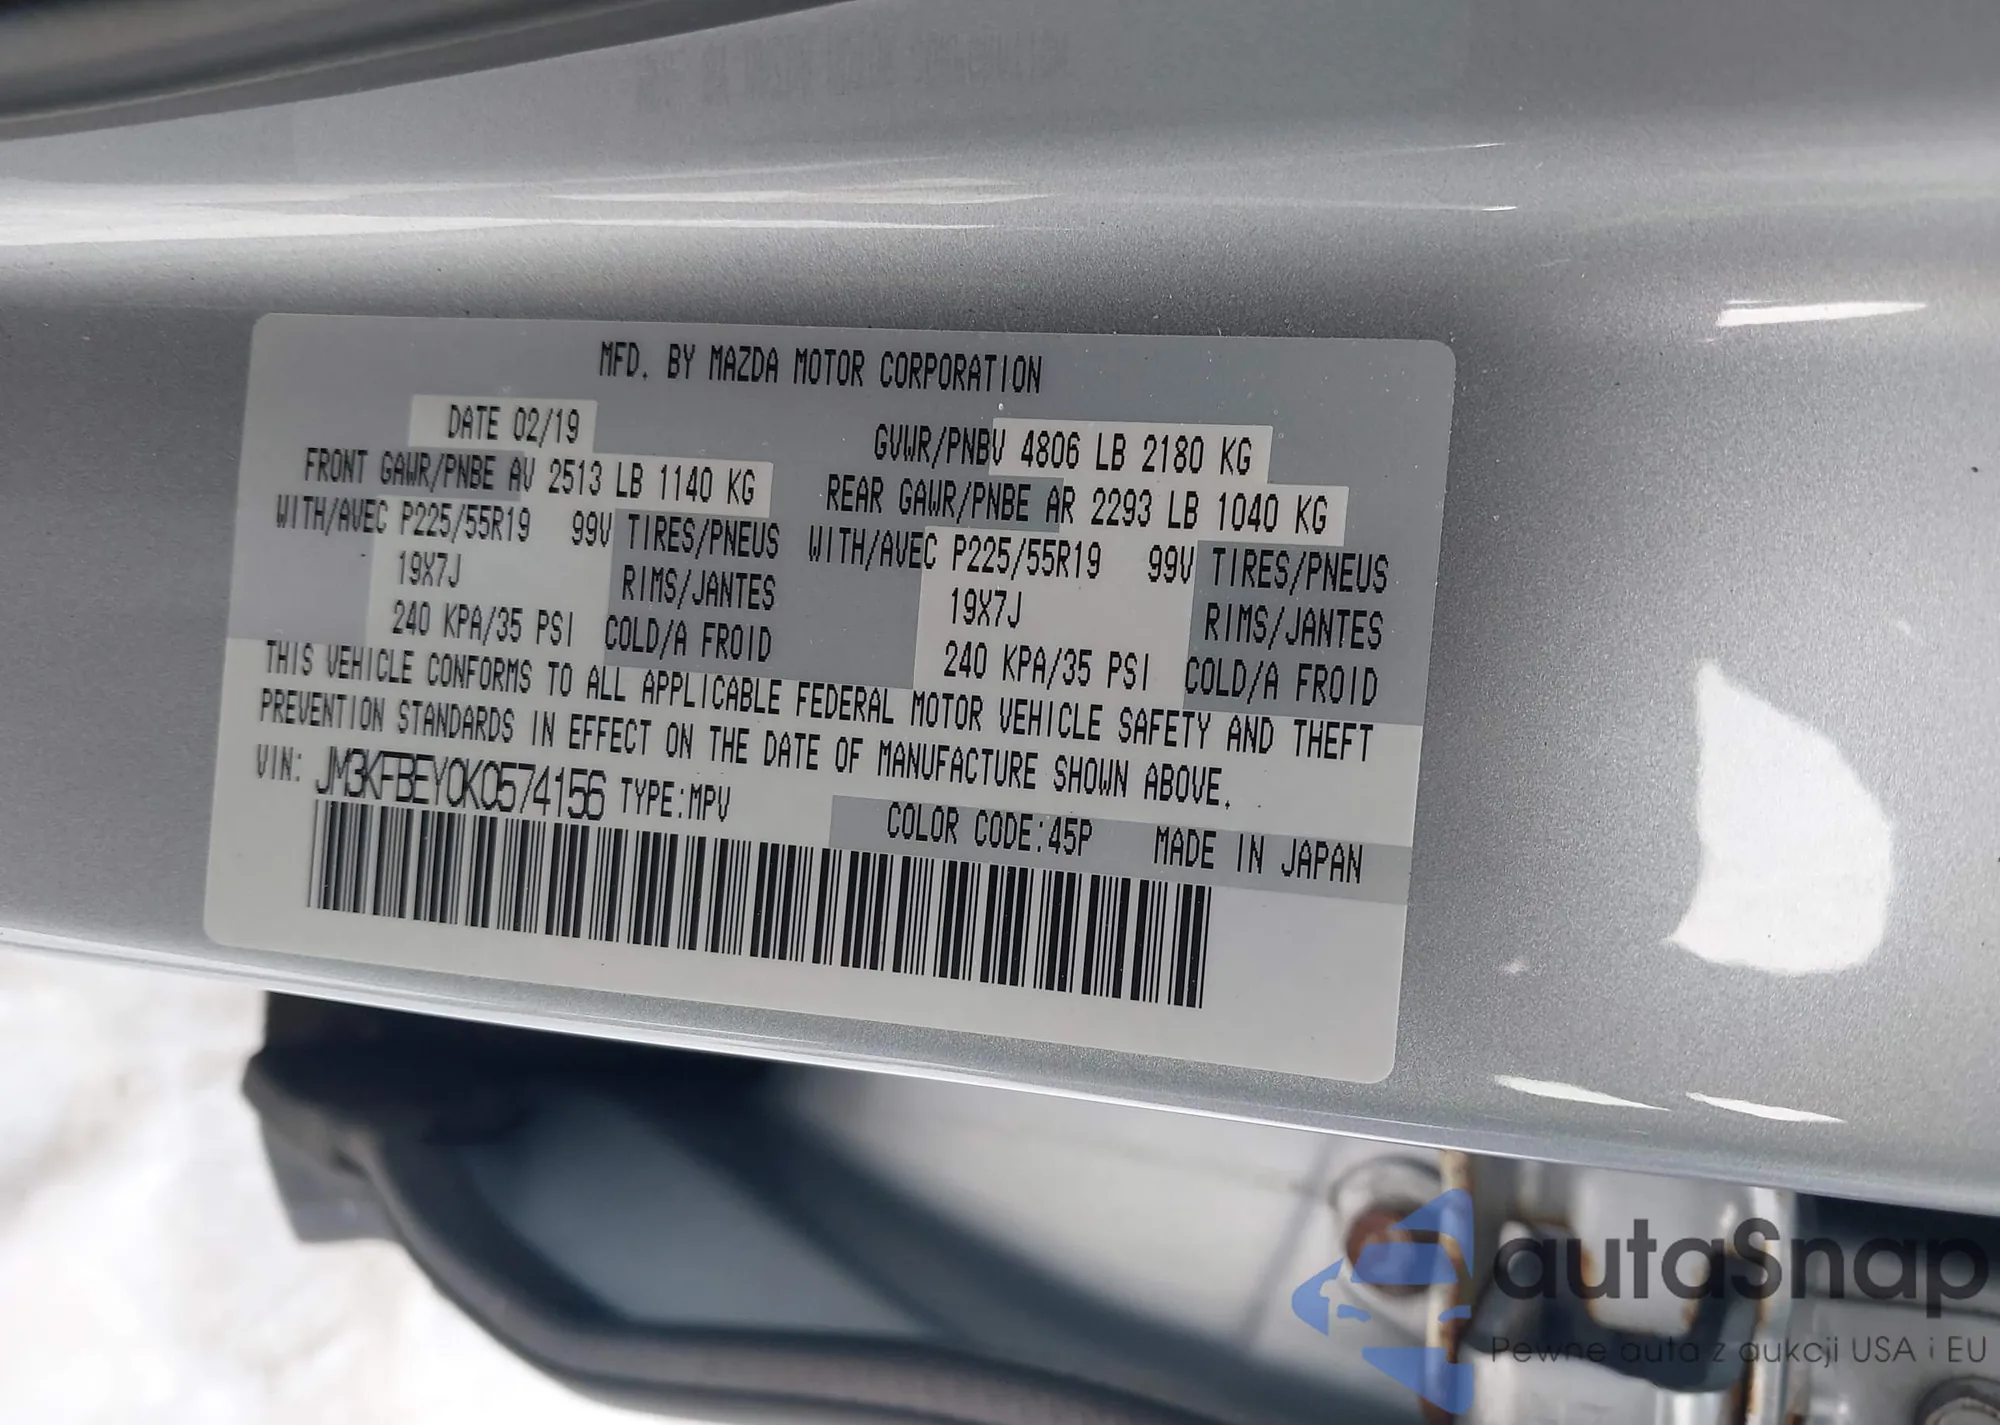 MFD. BY MAZDA MOTOR CORPORATION
DATE 02/19 GVWR/PNBV 4806 LB 2180 KG
FRONT GAWR/PNBE AV 2513 LB 1140 KG REAR GAWR/PNBE AR 2293 LB 1040 KG
WITH/AVEC P225/55R19 99V TIRES/PNEUS WITH/AVEC P225/55R19 99V TIRES/PNEUS
19X7J RIMS/JANTES 19X7J RIMS/JANTES
240 KPA/35 PSI COLD/A FROID 240 KPA/35 PSI COLD/A FROID
THIS VEHICLE CONFORMS TO ALL APPLICABLE FEDERAL MOTOR VEHICLE SAFETY AND THEFT
PREVENTION STANDARDS IN EFFECT ON THE DATE OF MANUFACTURE SHOWN ABOVE.
VIN: JM3KFBEY0K0574156 TYPE:MPV
COLOR CODE:45P MADE IN JAPAN
autaSnap
Pewne auta z aukcji USA i EU